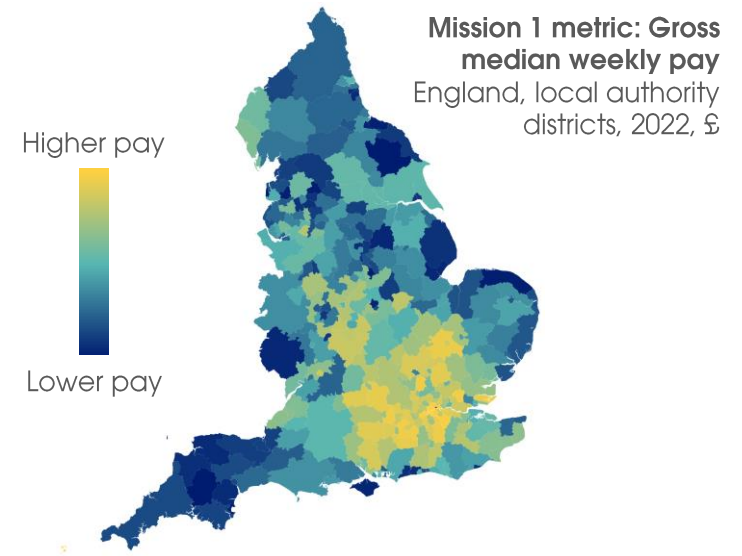 Mission 1 metric: Gross
median weekly pay
England, local authority
districts, 2022, £
Higher pay
Lower pay